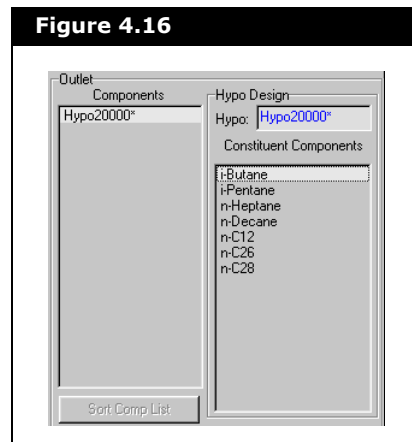 Figure 4.16
Outlet
Components
Hypo20000*
Sort Comp List
Hypo Design
Hypo: Hypo20000*
Constituent Components
i-Butane
i-Pentane
n-Heptane
n-Decane
n-C12
n-C26
n-C28